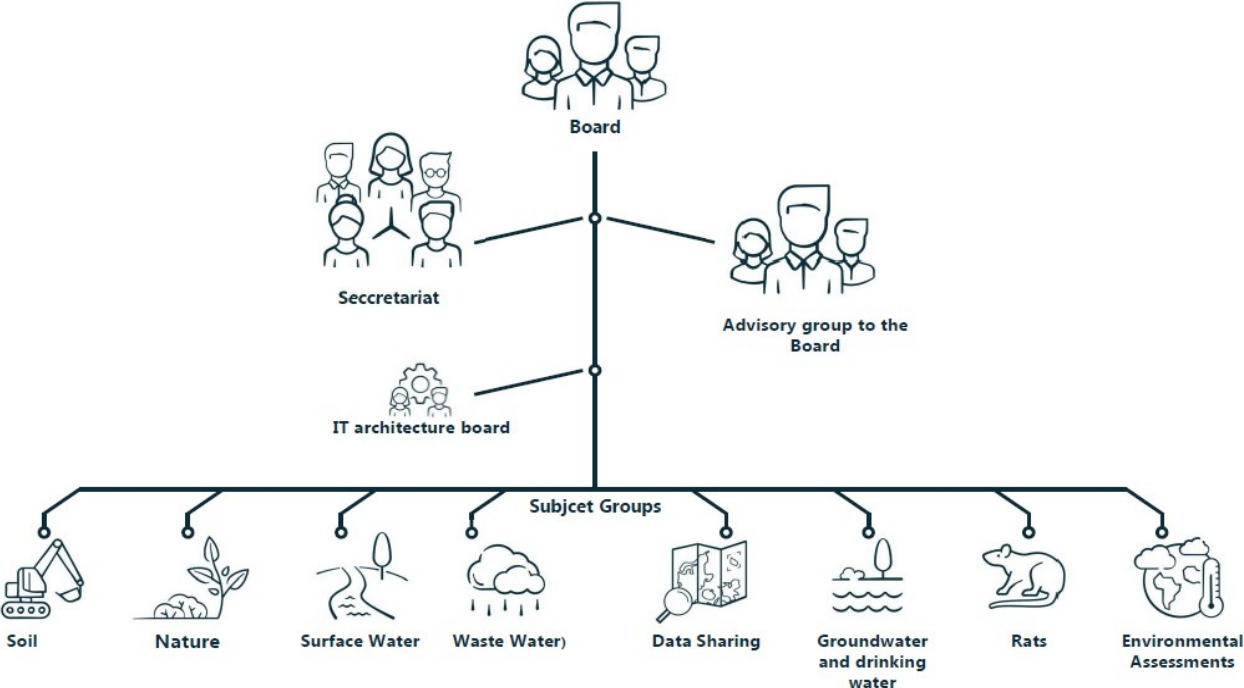 Board
Seccretariat
Advisory group to the
Board
IT architecture board
Subjcet Groups
Soil
Nature
Surface Water
Waste Water)
Data Sharing
Groundwater
and drinking
water
Rats
Environmental
Assessments